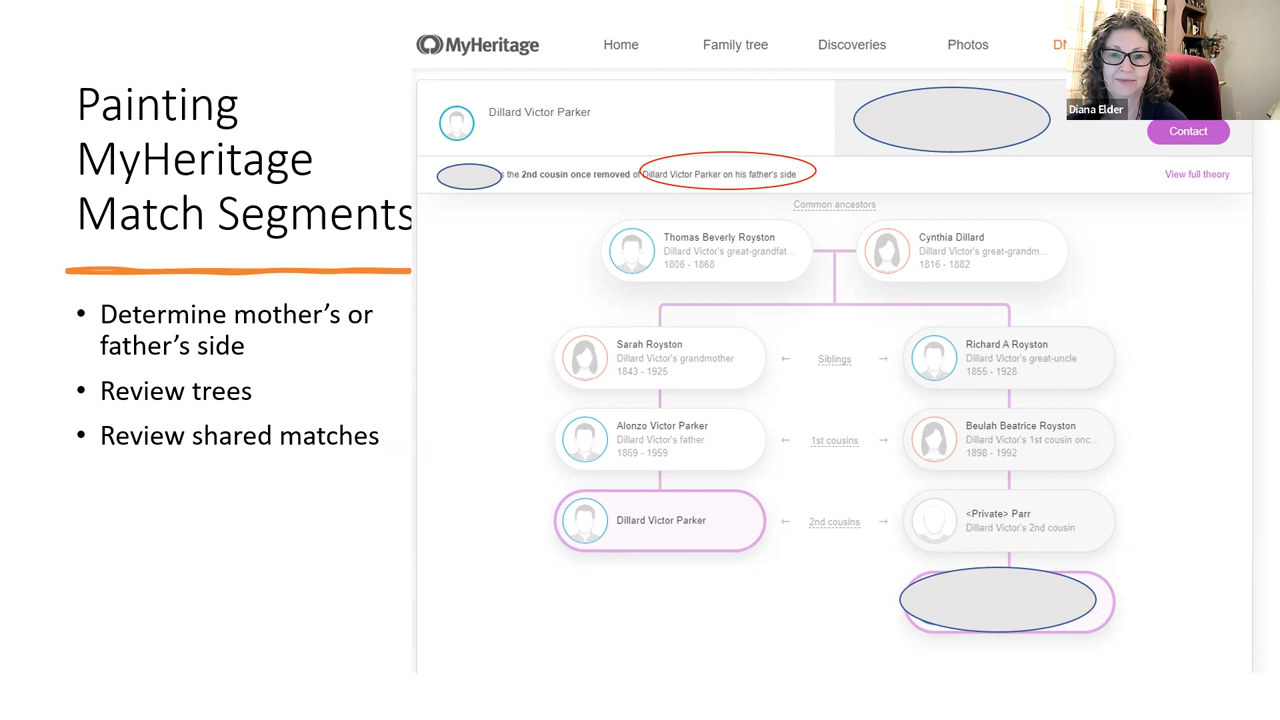 Painting
MyHeritage
Match Segments
• Determine mother's or
father's side
• Review trees
• Review shared matches
MyHeritage
Home
Family tree
Discoveries
Photos
Diana Elder
Dillard Victor Parker
Contact
the 2nd cousin once removed of Dillard Victor Parker on his father's side
View full theory
Common ancestors
Thomas Beverly Royston
Dillard Victor's great-grandfat...
1806 - 1868
Cynthia Dillard
Dillard Victor's great-grandm...
1816 - 1882
Sarah Royston
Dillard Victor's grandmother
1843 - 1925
Siblings
Richard A Royston
Dillard Victor's great-uncle
1855 - 1928
Alonzo Victor Parker
Dillard Victor's father
1869 - 1959
1st cousins
Beulah Beatrice Royston
Dillard Victor's 1st cousin onc...
1898 - 1992
Dillard Victor Parker
2nd cousins
<Private> Parr
Dillard Victor's 2nd cousin